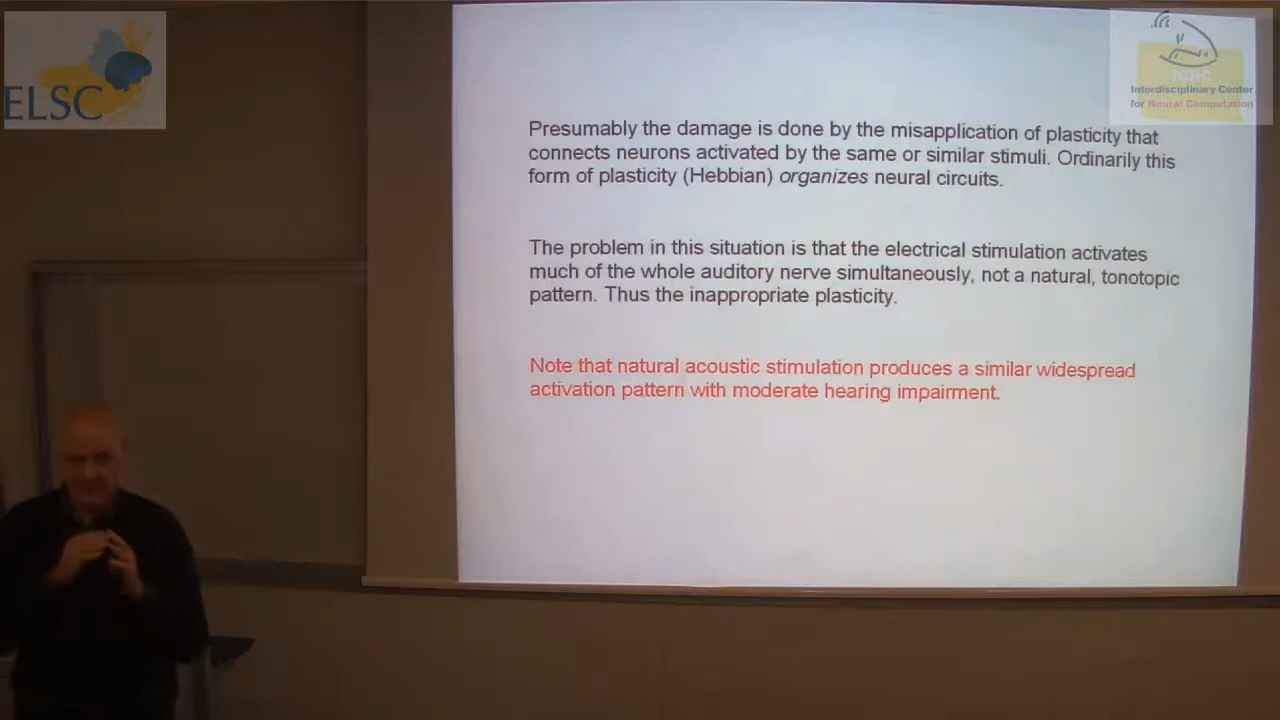 ELSC
ICNC
Interdisciplinary Center
for Neural Computation
Presumably the damage is done by the misapplication of plasticity that
connects neurons activated by the same or similar stimuli. Ordinarily this
form of plasticity (Hebbian) organizes neural circuits.
The problem in this situation is that the electrical stimulation activates
much of the whole auditory nerve simultaneously, not a natural, tonotopic
pattern. Thus the inappropriate plasticity.
Note that natural acoustic stimulation produces a similar widespread
activation pattern with moderate hearing impairment.